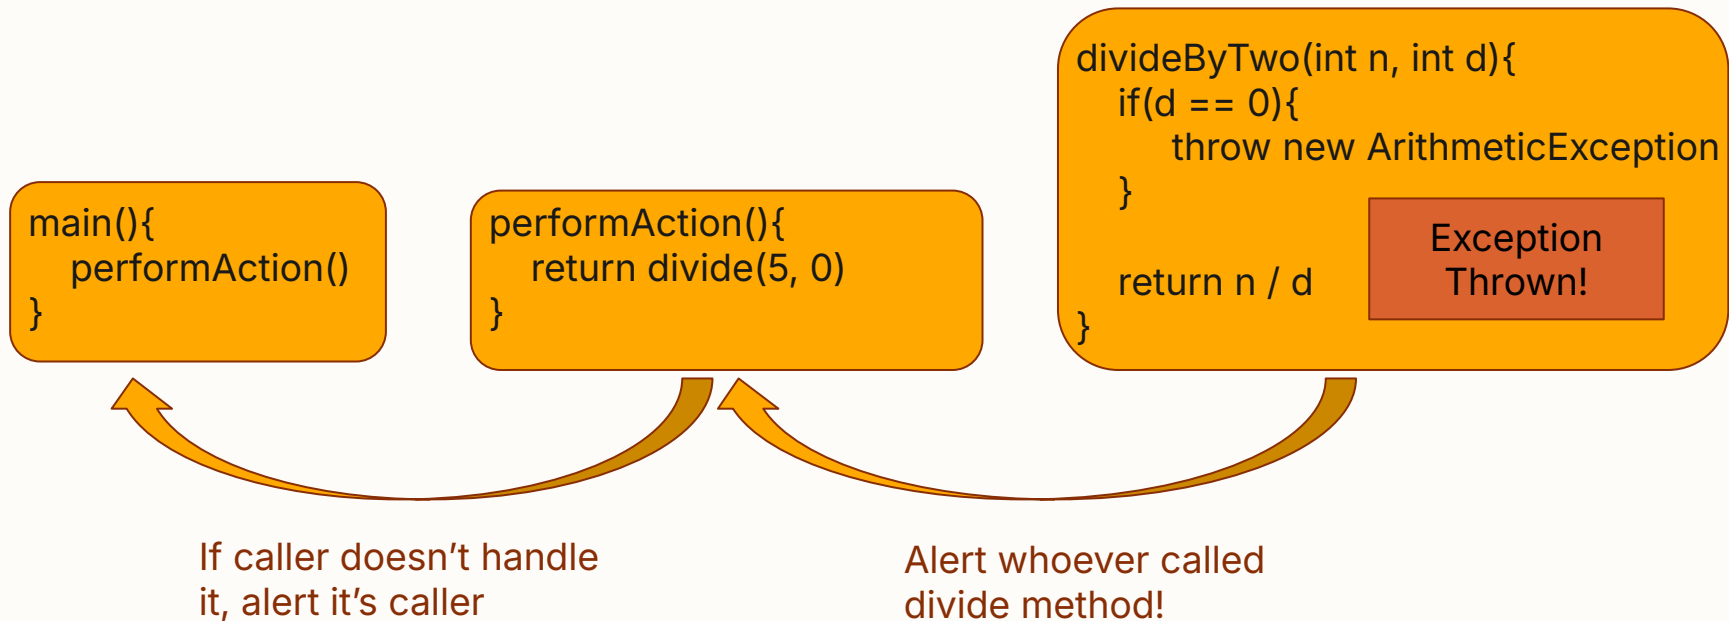 main(){
performAction()
}
performAction(){
return divide(5, 0)
}
divideByTwo(int n, int d){
if(d == 0){
throw new ArithmeticException
}
return n / d
}
Exception
Thrown!
If caller doesn’t handle
it, alert it’s caller
Alert whoever called
divide method!